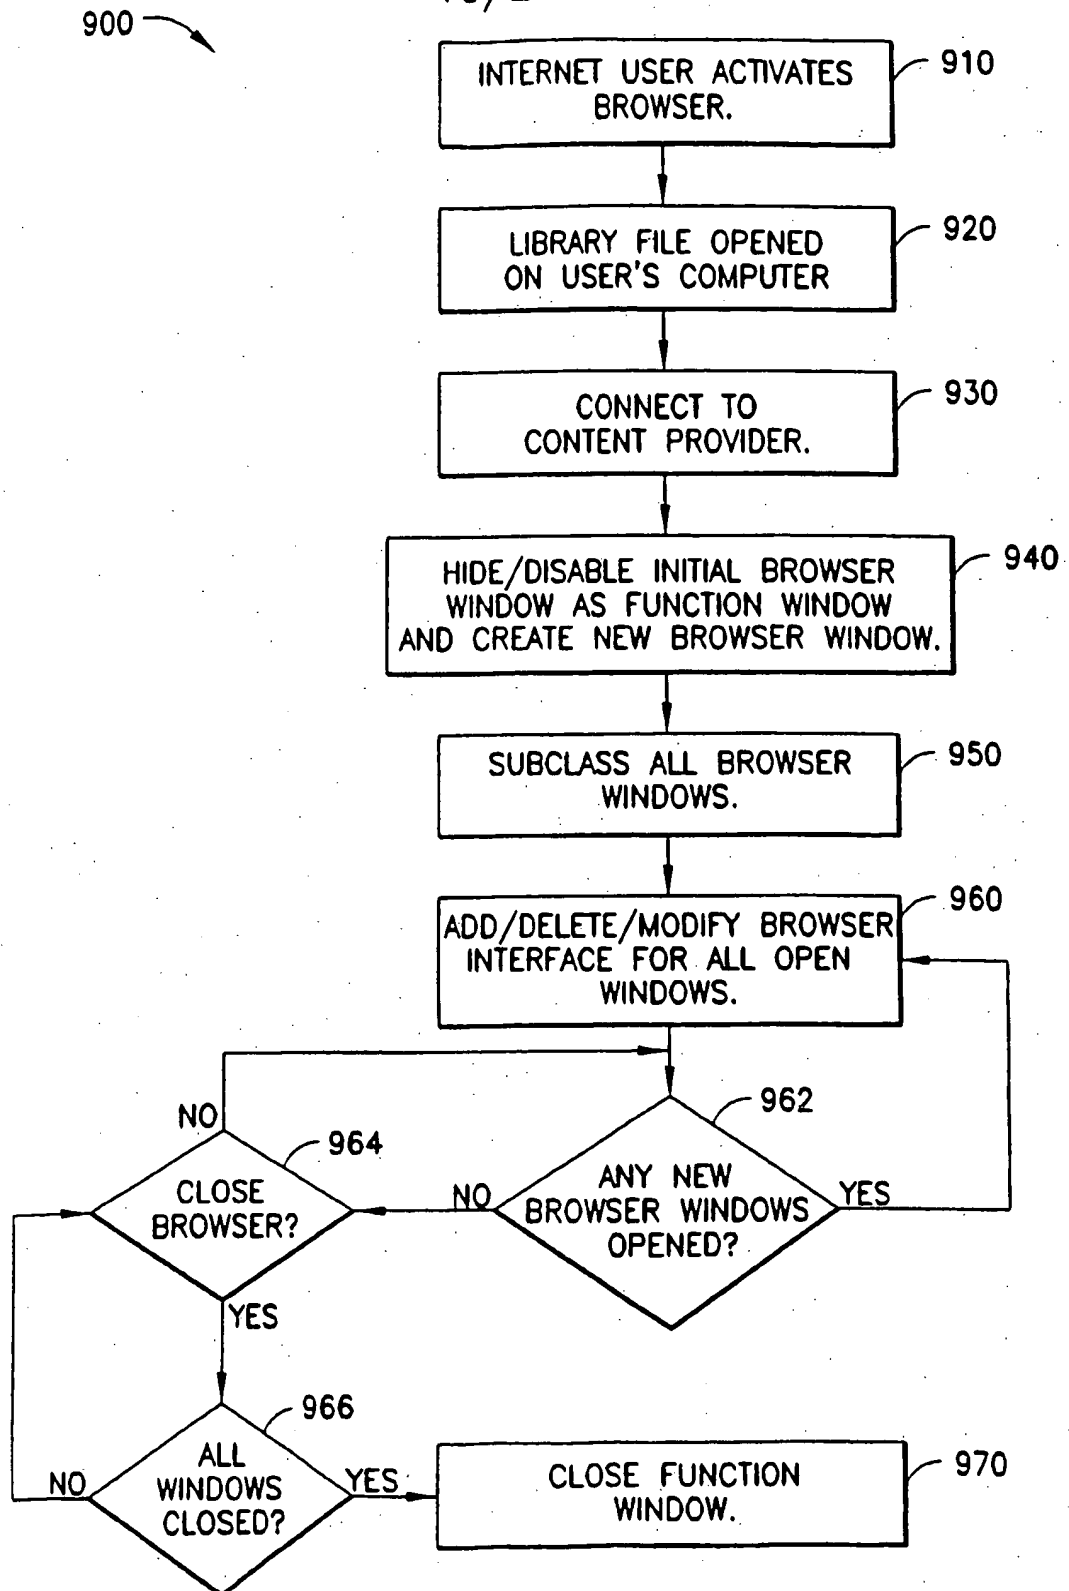 900
INTERNET USER ACTIVATES
BROWSER.
910
LIBRARY FILE OPENED
ON USER'S COMPUTER
920
CONNECT TO
CONTENT PROVIDER.
930
HIDE/DISABLE INITIAL BROWSER
WINDOW AS FUNCTION WINDOW
AND CREATE NEW BROWSER WINDOW.
940
SUBCLASS ALL BROWSER
WINDOWS.
950
ADD/DELETE/MODIFY BROWSER
INTERFACE FOR ALL OPEN
WINDOWS.
960
962
ANY NEW
BROWSER WINDOWS
OPENED?
YES
NO
964
CLOSE
BROWSER?
NO
YES
966
ALL
WINDOWS
CLOSED?
NO
YES
CLOSE FUNCTION
WINDOW.
970